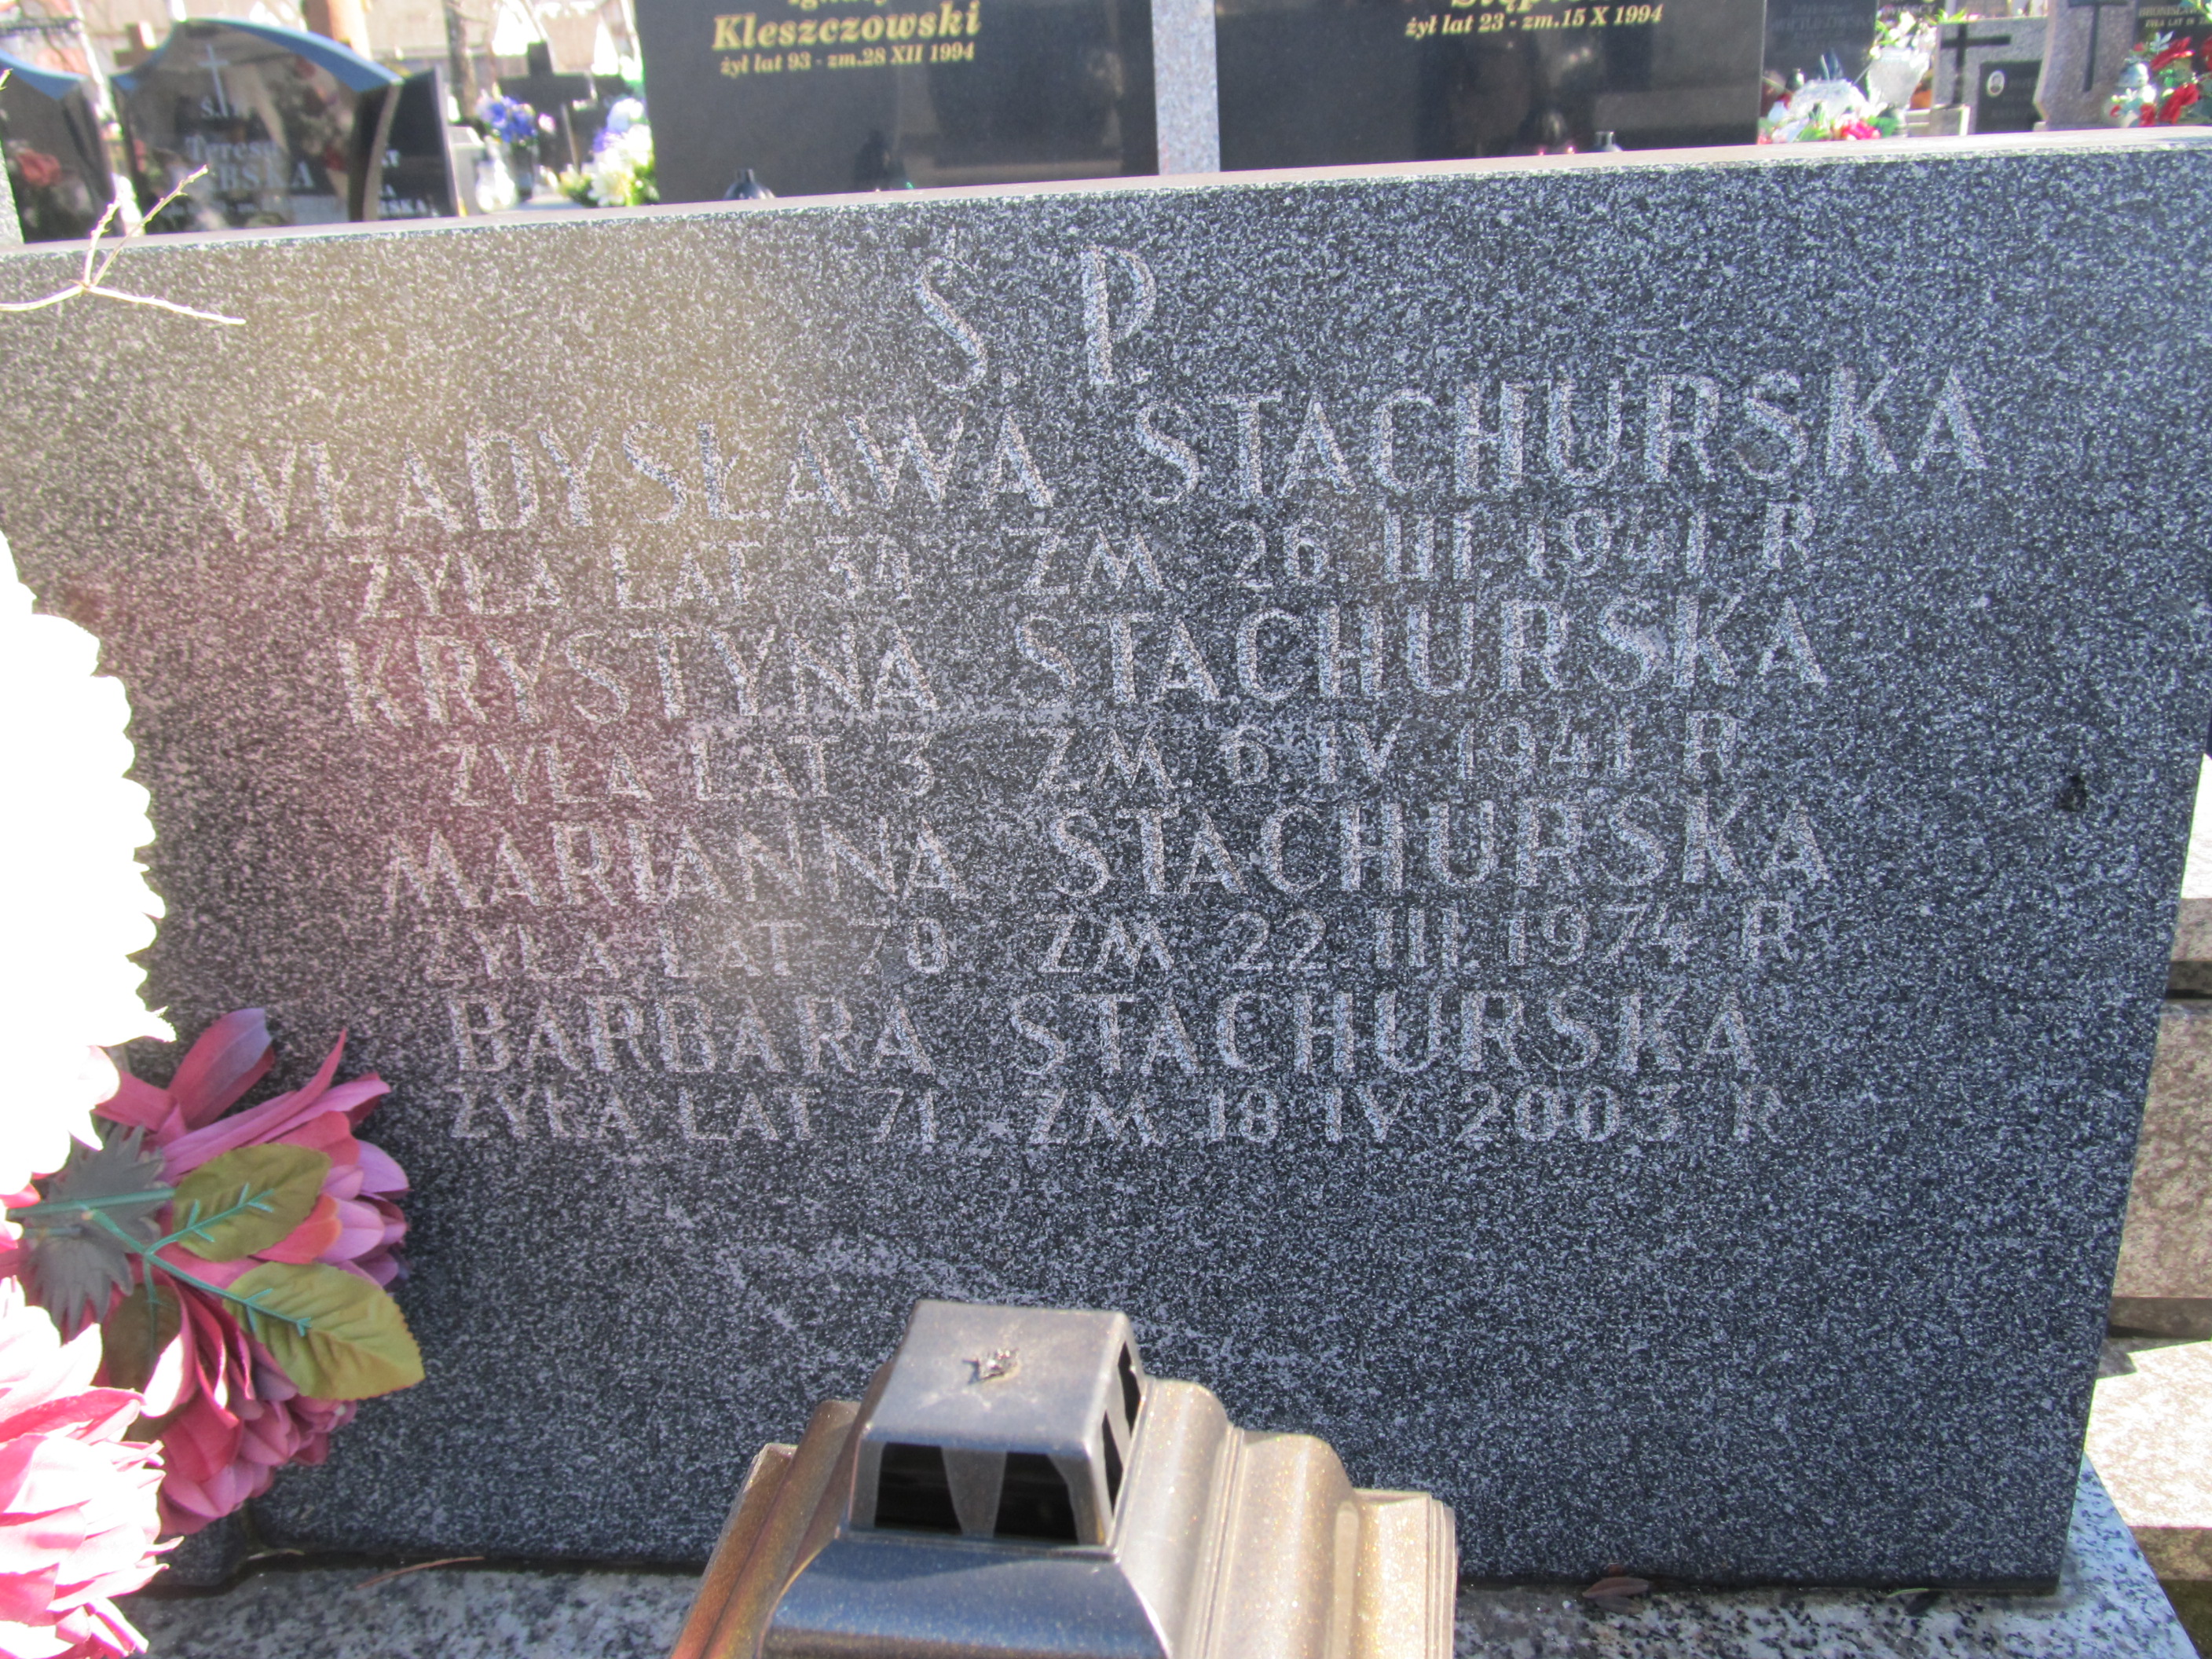 Kleszczowski
żył lat 93 - zm.28 XII 1994
żył lat 23 - zm.15 X 1994
Ś.P.
Teresa
Ś. P.
WŁADYSŁAWA STACHURSKA
ŻYŁA LAT 34 ZM. 26. III 1941 R
KRYSTYNA STACHURSKA
ŻYŁA LAT 3 ZM. 6. IV 1941 R
MARIANNA STACHURSKA
ŻYŁA LAT 70. ZM. 22 III. 1974 R.
BARBARA STACHURSKA
ŻYŁA LAT 71. ZM. 18 IV 2003 R